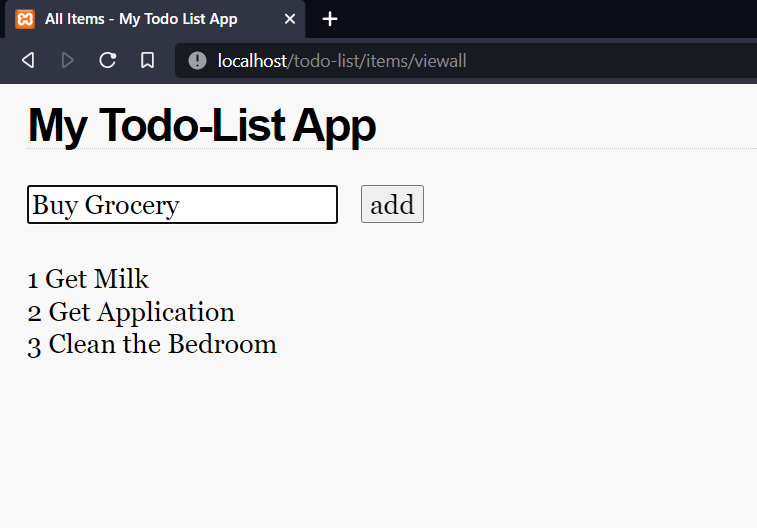 All Items - My Todo List App
localhost/todo-list/items/viewall
My Todo-List App
Buy Grocery
add
1 Get Milk
2 Get Application
3 Clean the Bedroom